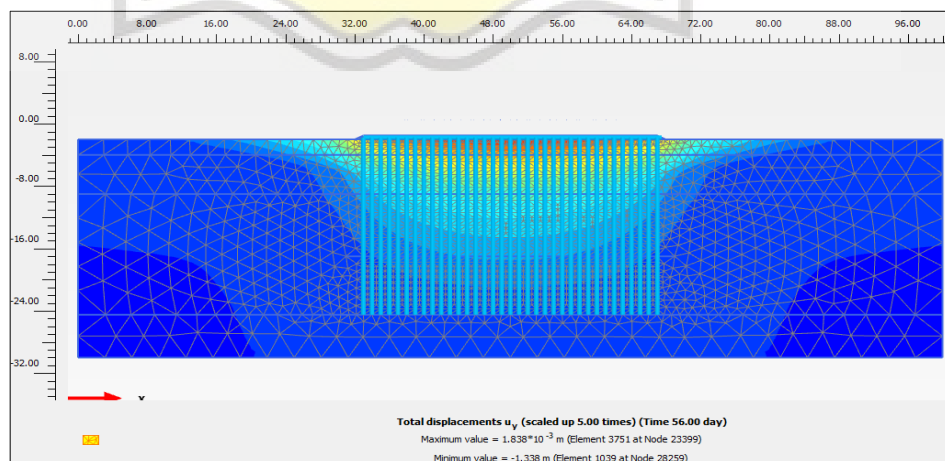 0.00 8.00 16.00 24.00 32.00 40.00 48.00 56.00 64.00 72.00 80.00 88.00 96.00
8.00
0.00
-8.00
-16.00
-24.00
-32.00
x
Total displacements uy (scaled up 5.00 times) (Time 56.00 day)
Maximum value = 1.838*10 -3 m (Element 3751 at Node 23399)
Minimum value = -1.338 m (Element 1039 at Node 28259)